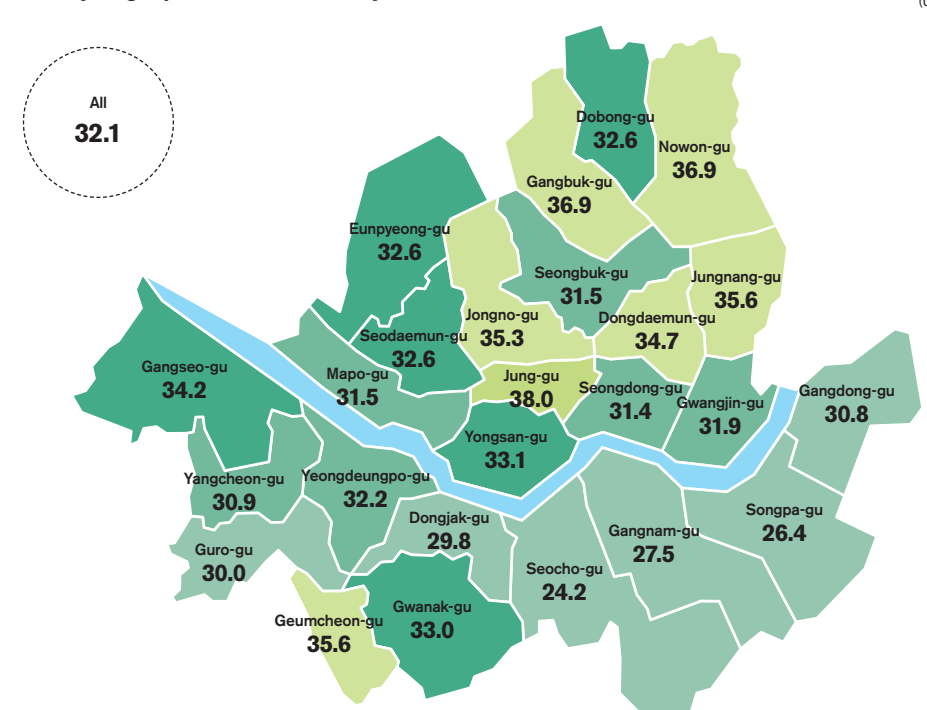 All
32.1
Dobong-gu
32.6
Nowon-gu
36.9
Gangbuk-gu
36.9
Eunpyeong-gu
32.6
Seongbuk-gu
31.5
Jungnang-gu
35.6
Jongno-gu
35.3
Dongdaemun-gu
34.7
Seodaemun-gu
32.6
Gangseo-gu
34.2
Mapo-gu
31.5
Jung-gu
38.0
Seongdong-gu
31.4
Gwangjin-gu
31.9
Gangdong-gu
30.8
Yongsan-gu
33.1
Yangcheon-gu
30.9
Yeongdeungpo-gu
32.2
Dongjak-gu
29.8
Gangnam-gu
27.5
Songpa-gu
26.4
Guro-gu
30.0
Seocho-gu
24.2
Gwanak-gu
33.0
Geumcheon-gu
35.6